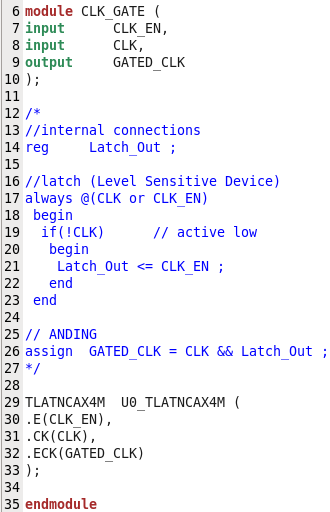 6 module CLK_GATE (
7 input      CLK_EN,
8 input      CLK,
9 output     GATED_CLK
10 );
11
12 /*
13 //internal connections
14 reg     Latch_Out ;
15
16 //latch (Level Sensitive Device)
17 always @(CLK or CLK_EN)
18  begin
19   if(!CLK)      // active low
20    begin
21     Latch_Out <= CLK_EN ;
22    end
23  end
24
25 // ANDING
26 assign  GATED_CLK = CLK && Latch_Out ;
27 */
28
29 TLATNCAX4M  U0_TLATNCAX4M (
30 .E(CLK_EN),
31 .CK(CLK),
32 .ECK(GATED_CLK)
33 );
34
35 endmodule